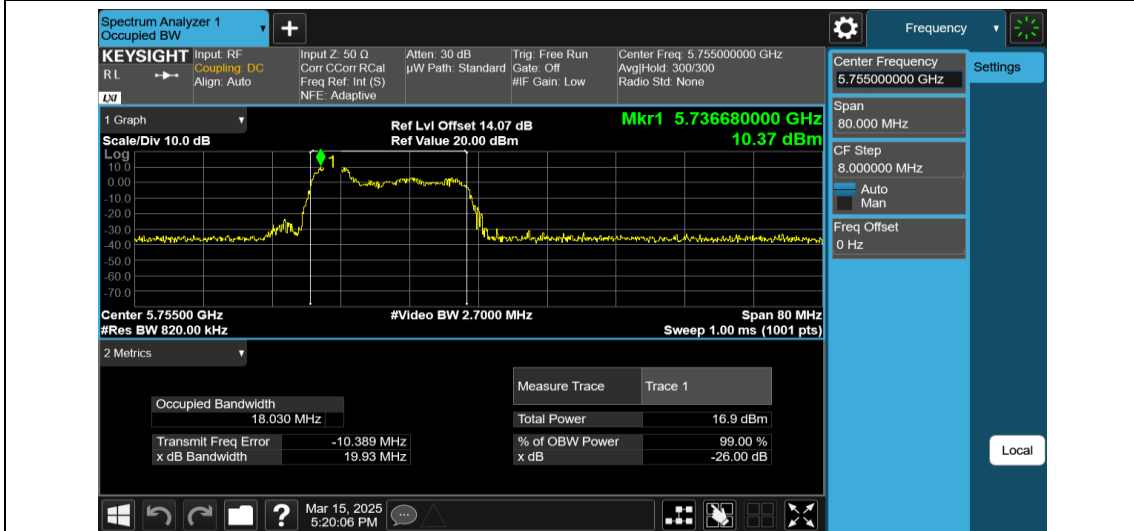 Spectrum Analyzer 1
Occupied BW
Frequency
KEYSIGHT
R L
LXI
Input: RF
Coupling: DC
Align: Auto
Input Z: 50 Ω
Corr CCorr RCal
Freq Ref: Int (S)
NFE: Adaptive
Atten: 30 dB
µW Path: Standard
Trig: Free Run
Gate: Off
#IF Gain: Low
Center Freq: 5.755000000 GHz
Avg|Hold: 300/300
Radio Std: None
Center Frequency
5.755000000 GHz
Settings
Span
80.000 MHz
CF Step
8.000000 MHz
Auto
Man
Freq Offset
0 Hz
Local
1 Graph
Scale/Div 10.0 dB
Ref Lvl Offset 14.07 dB
Ref Value 20.00 dBm
Mkr1 5.736680000 GHz
10.37 dBm
Log
10.0
0.00
-10.0
-20.0
-30.0
-40.0
-50.0
-60.0
-70.0
1
Center 5.75500 GHz
#Res BW 820.00 kHz
#Video BW 2.7000 MHz
Span 80 MHz
Sweep 1.00 ms (1001 pts)
2 Metrics
Measure Trace Trace 1
Occupied Bandwidth
18.030 MHz
Total Power 16.9 dBm
Transmit Freq Error -10.389 MHz
% of OBW Power 99.00 %
x dB Bandwidth 19.93 MHz
x dB -26.00 dB
?
Mar 15, 2025
5:20:06 PM